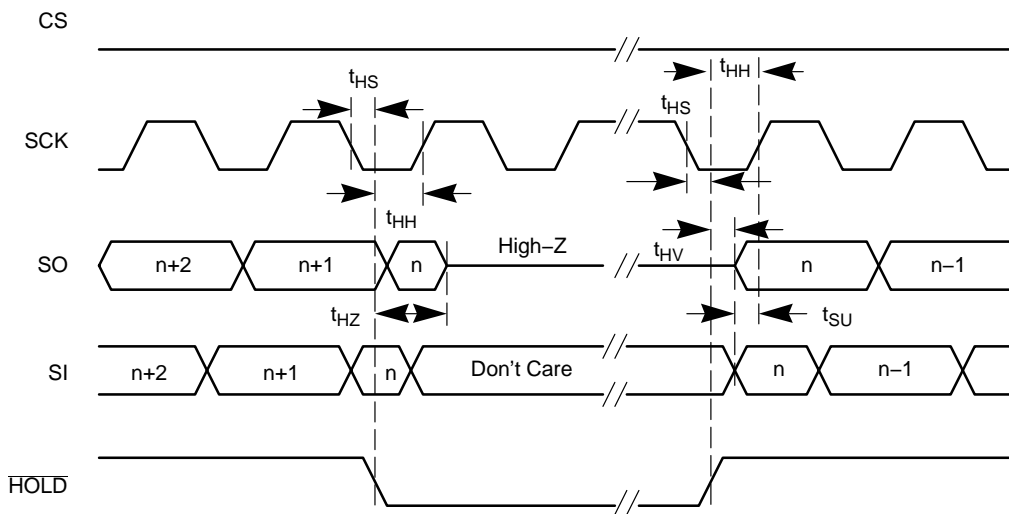 CS
tHH
tHS
tHS
SCK
tHH
High–Z
SO
n+2
n+1
n
tHV
n
n–1
tHZ
tSU
SI
n+2
n+1
n
Don't Care
n
n–1
HOLD